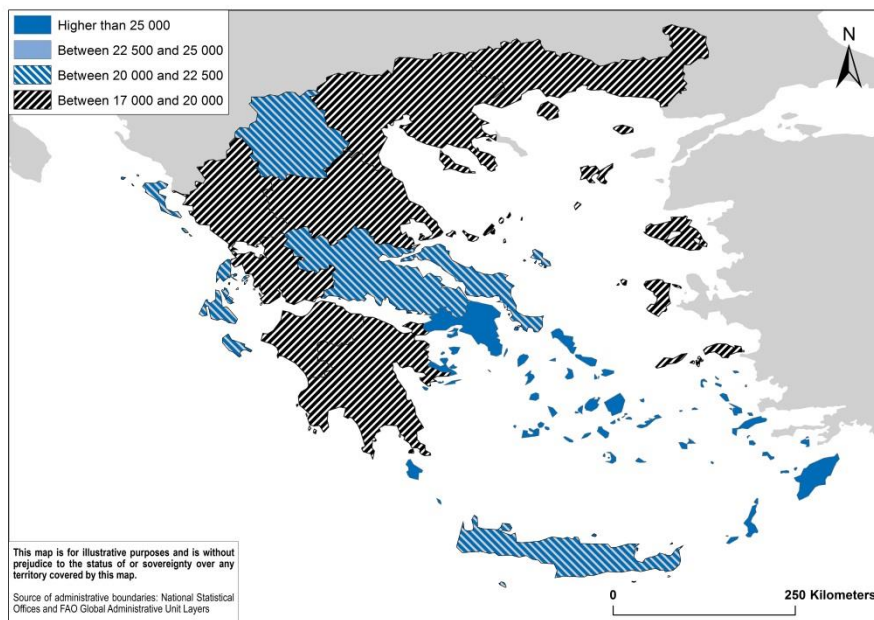 Higher than 25 000
Between 22 500 and 25 000
Between 20 000 and 22 500
Between 17 000 and 20 000
N
This map is for illustrative purposes and is without
prejudice to the status of or sovereignty over any
territory covered by this map.
Source of administrative boundaries: National Statistical
Offices and FAO Global Administrative Unit Layers
0 250 Kilometers